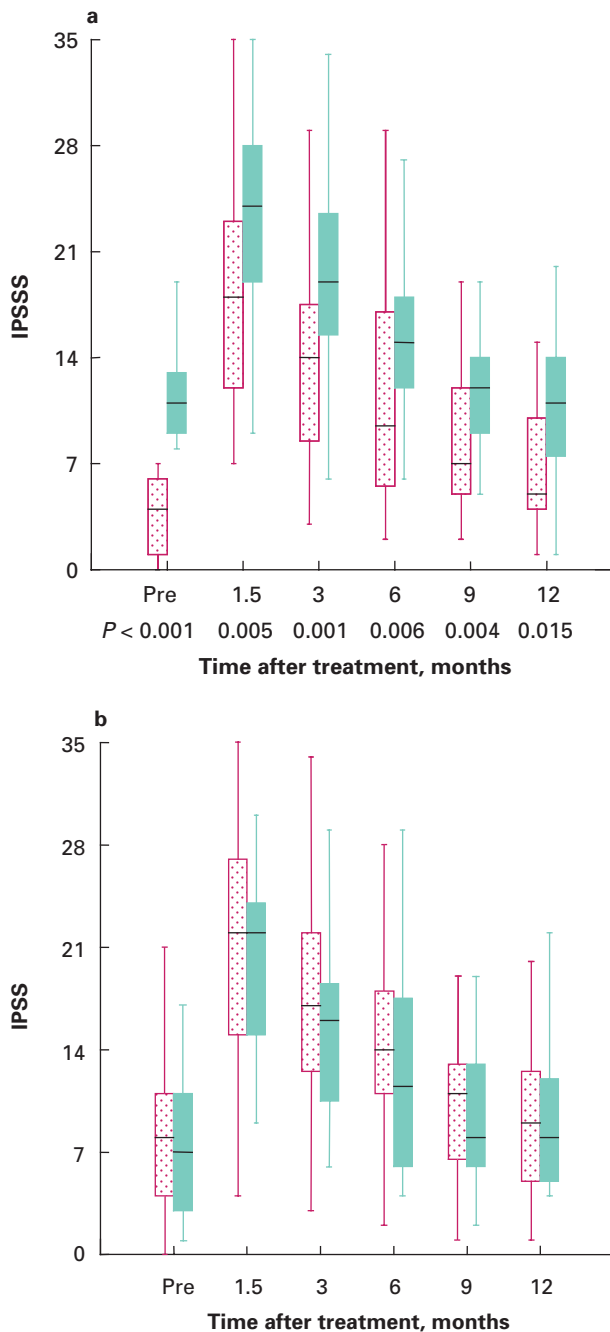 a
35
28
21
14
7
0
IPSSS
Pre 1.5 3 6 9 12
P < 0.001 0.005 0.001 0.006 0.004 0.015
Time after treatment, months
b
35
28
21
14
7
0
IPSS
Pre 1.5 3 6 9 12
Time after treatment, months